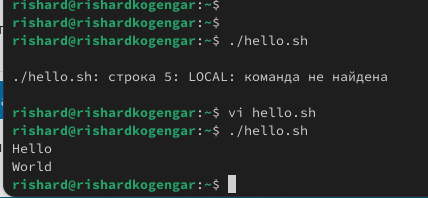 rishard@rishardkogengar:~$
rishard@rishardkogengar:~$
rishard@rishardkogengar:~$ ./hello.sh
./hello.sh: строка 5: LOCAL: команда не найдена
rishard@rishardkogengar:~$ vi hello.sh
rishard@rishardkogengar:~$ ./hello.sh
Hello
World
rishard@rishardkogengar:~$